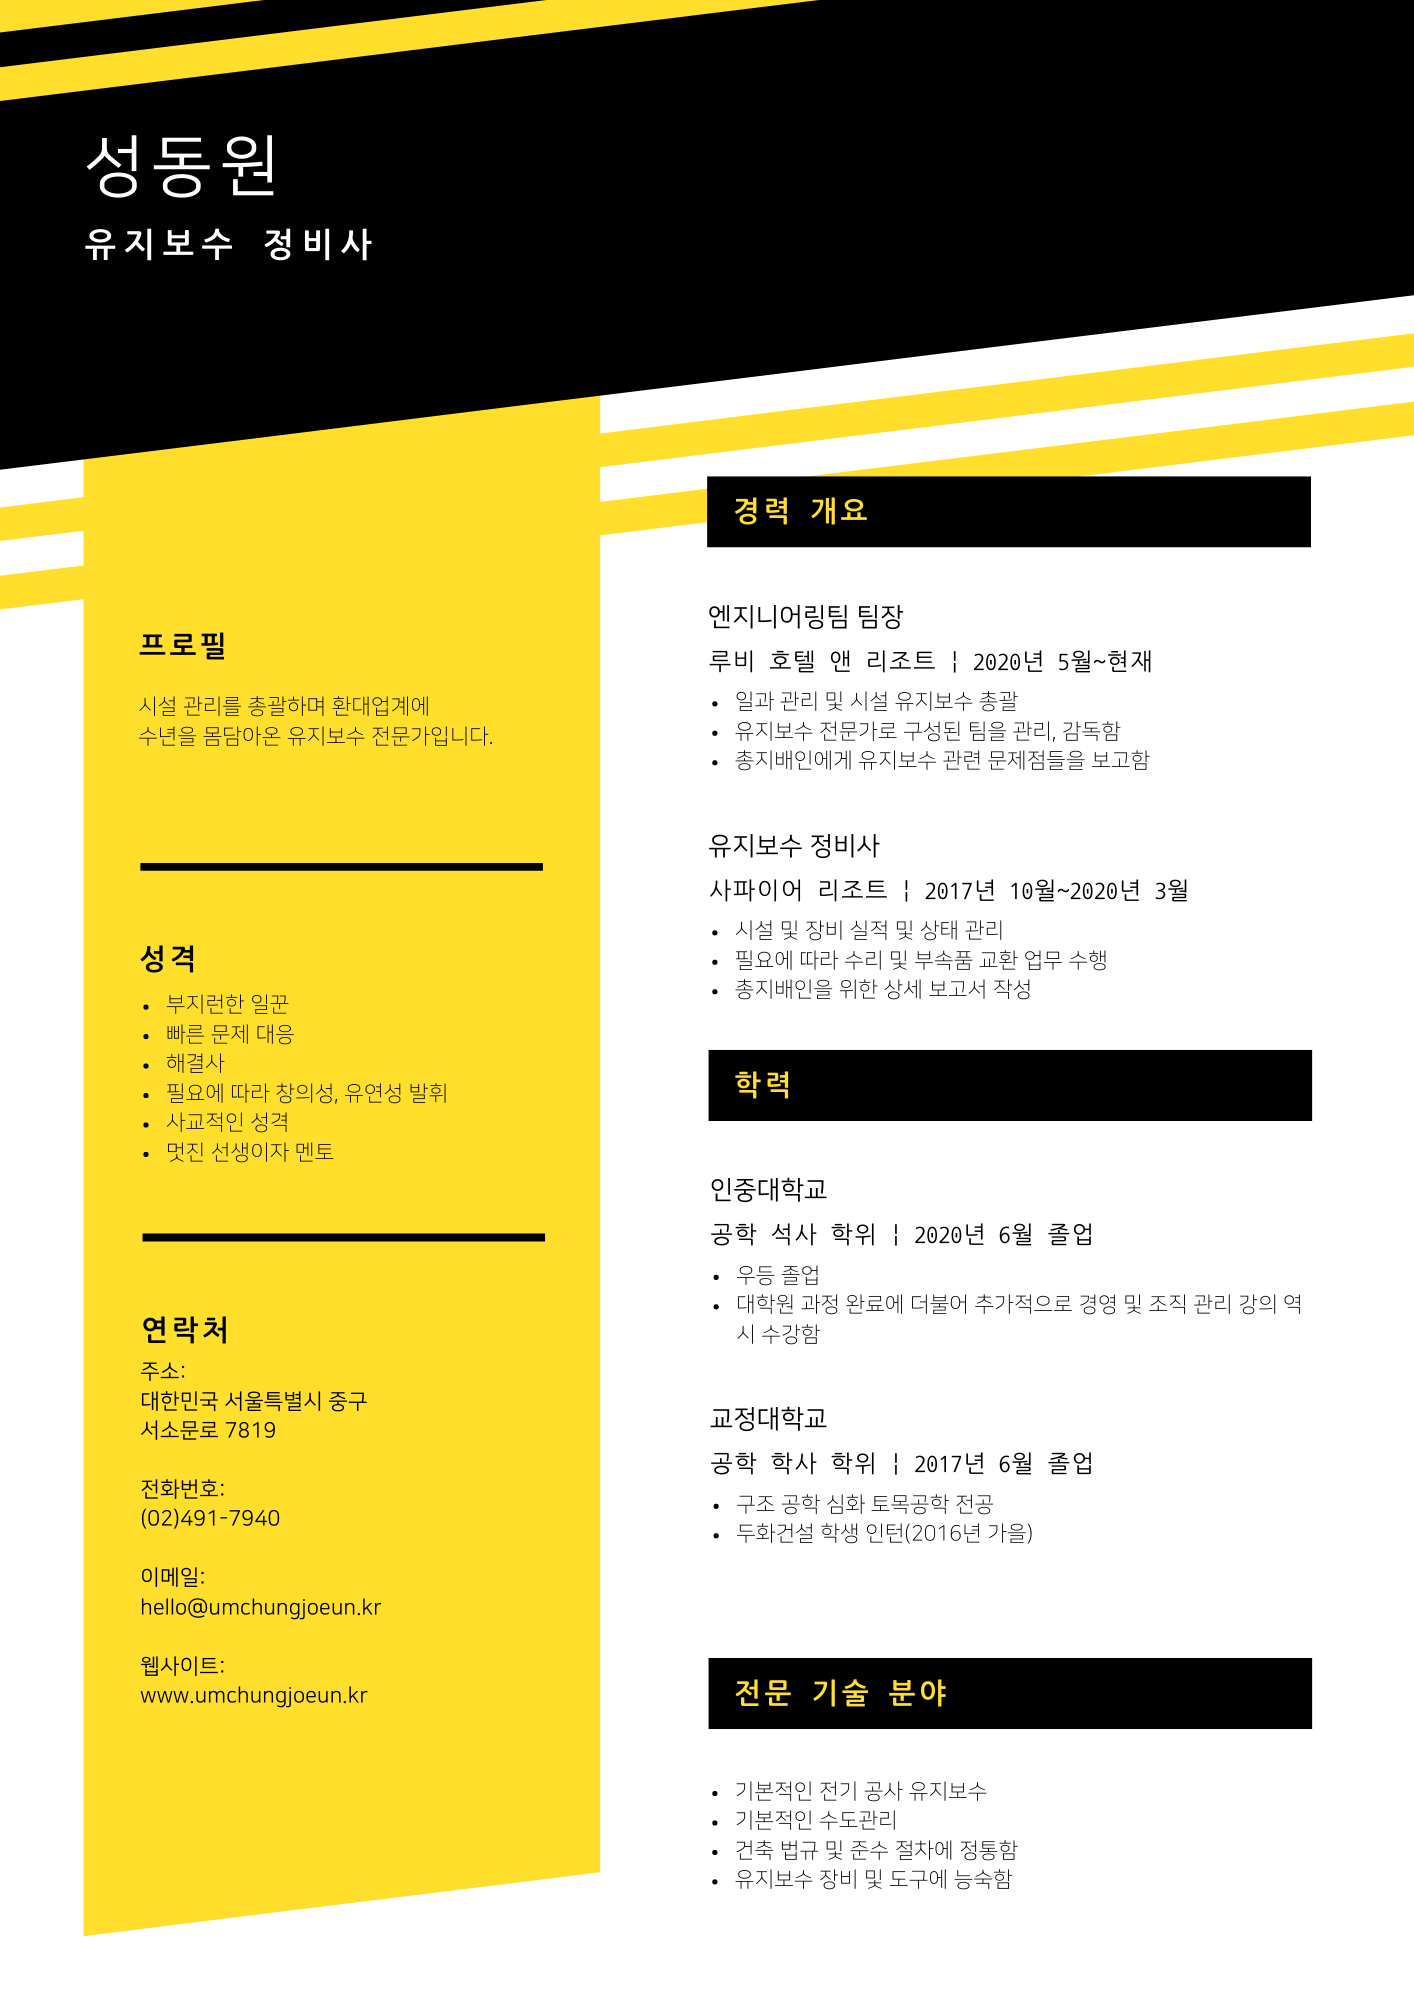 성동원
유지보수 정비사
프로필
시설 관리를 총괄하며 환대업계에
수년을 몸담아온 유지보수 전문가입니다.
성격
• 부지런한 일꾼
• 빠른 문제 대응
• 해결사
• 필요에 따라 창의성, 유연성 발휘
• 사교적인 성격
• 멋진 선생이자 멘토
연락처
주소:
대한민국 서울특별시 중구
서소문로 7819
전화번호:
(02)491-7940
이메일:
hello@umchungjoeun.kr
웹사이트:
www.umchungjoeun.kr
경력 개요
엔지니어링팀 팀장
루비 호텔 앤 리조트 | 2020년 5월~현재
• 일과 관리 및 시설 유지보수 총괄
• 유지보수 전문가로 구성된 팀을 관리, 감독함
• 총지배인에게 유지보수 관련 문제점들을 보고함
유지보수 정비사
사파이어 리조트 | 2017년 10월~2020년 3월
• 시설 및 장비 실적 및 상태 관리
• 필요에 따라 수리 및 부속품 교환 업무 수행
• 총지배인을 위한 상세 보고서 작성
학력
인중대학교
공학 석사 학위 | 2020년 6월 졸업
• 우등 졸업
• 대학원 과정 완료에 더불어 추가적으로 경영 및 조직 관리 강의 역
시 수강함
교정대학교
공학 학사 학위 | 2017년 6월 졸업
• 구조 공학 심화 토목공학 전공
• 두화건설 학생 인턴(2016년 가을)
전문 기술 분야
• 기본적인 전기 공사 유지보수
• 기본적인 수도관리
• 건축 법규 및 준수 절차에 정통함
• 유지보수 장비 및 도구에 능숙함